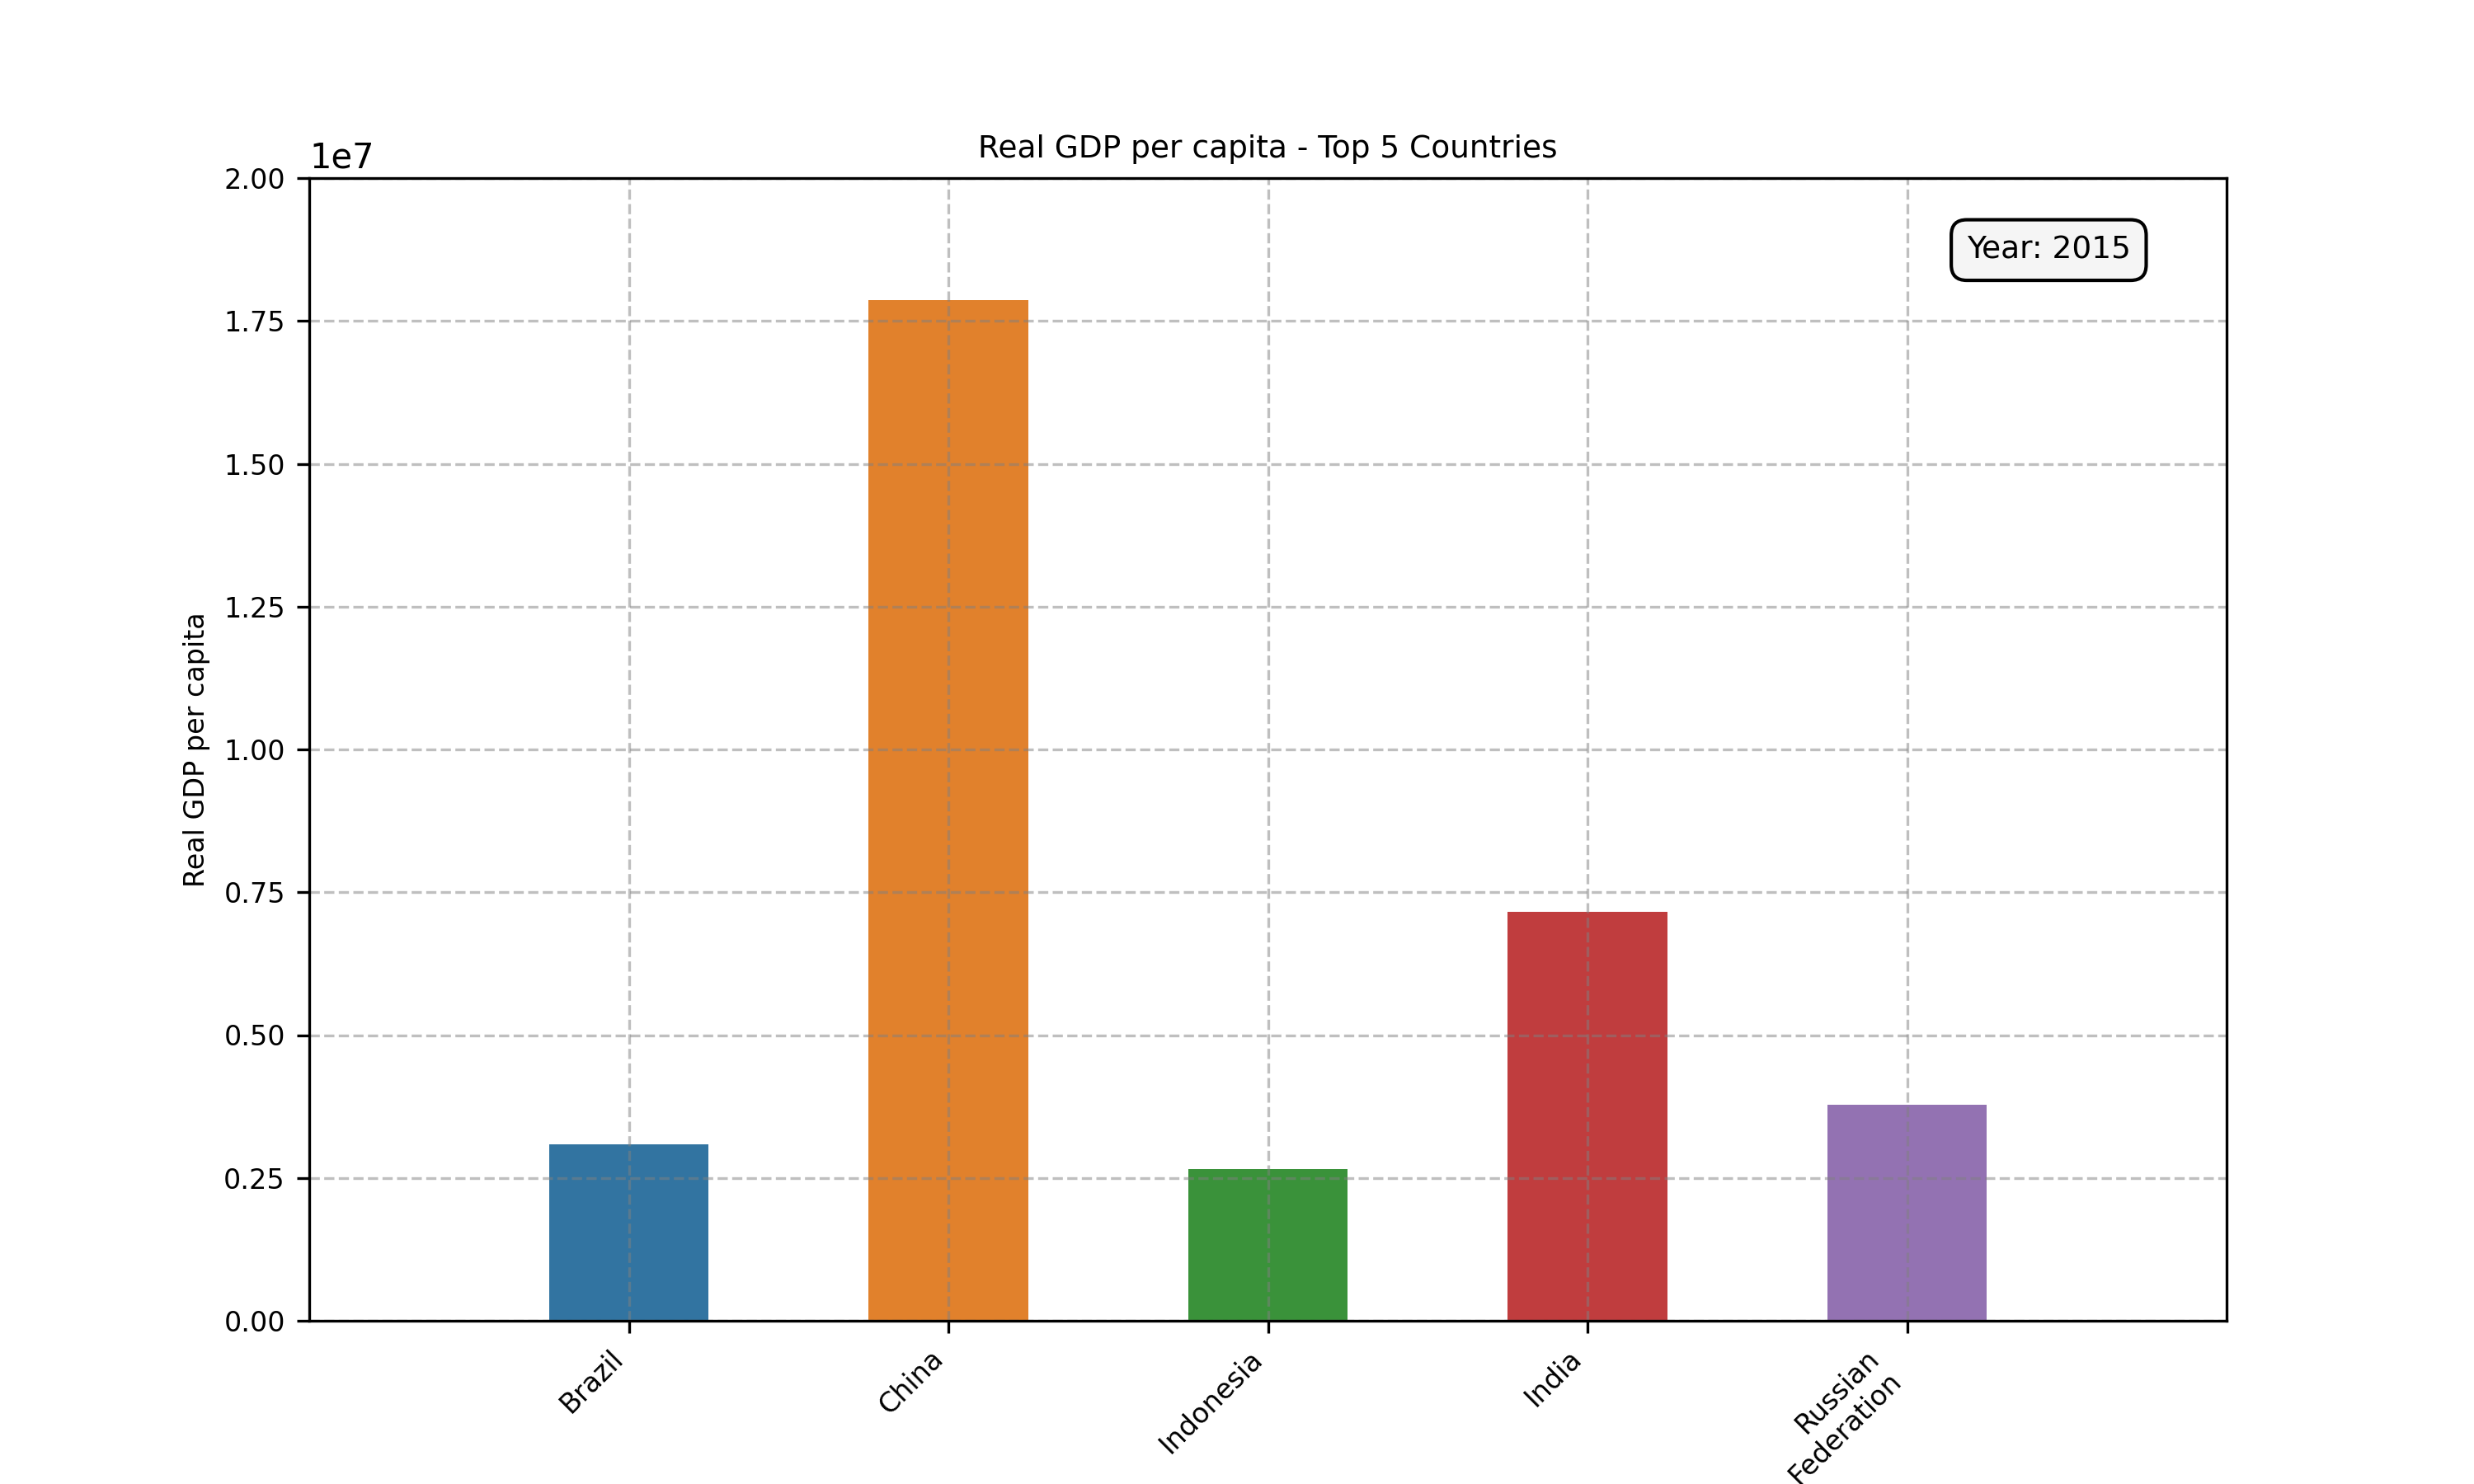 Real GDP per capita - Top 5 Countries
1e7
Year: 2015
2.00
1.75
1.50
1.25
1.00
0.75
0.50
0.25
0.00
Real GDP per capita
Brazil
China
Indonesia
India
Russian
Federation